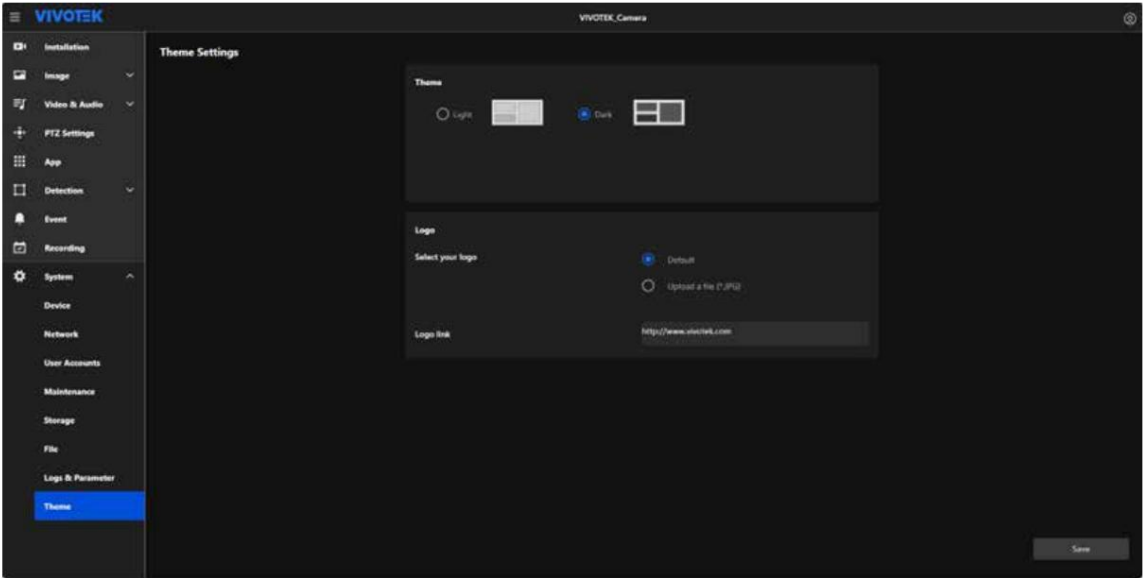 VIVOTEK
VIVOTEK_Camera
Installation
Image
Video & Audio
PTZ Settings
App
Detection
Event
Recording
System
Device
Network
User Accounts
Maintenance
Storage
File
Logs & Parameter
Theme
Theme Settings
Theme
Light
Dark
Logo
Select your logo
Default
Upload a file (*.JPG)
Logo link
http://www.vivotek.com
Save